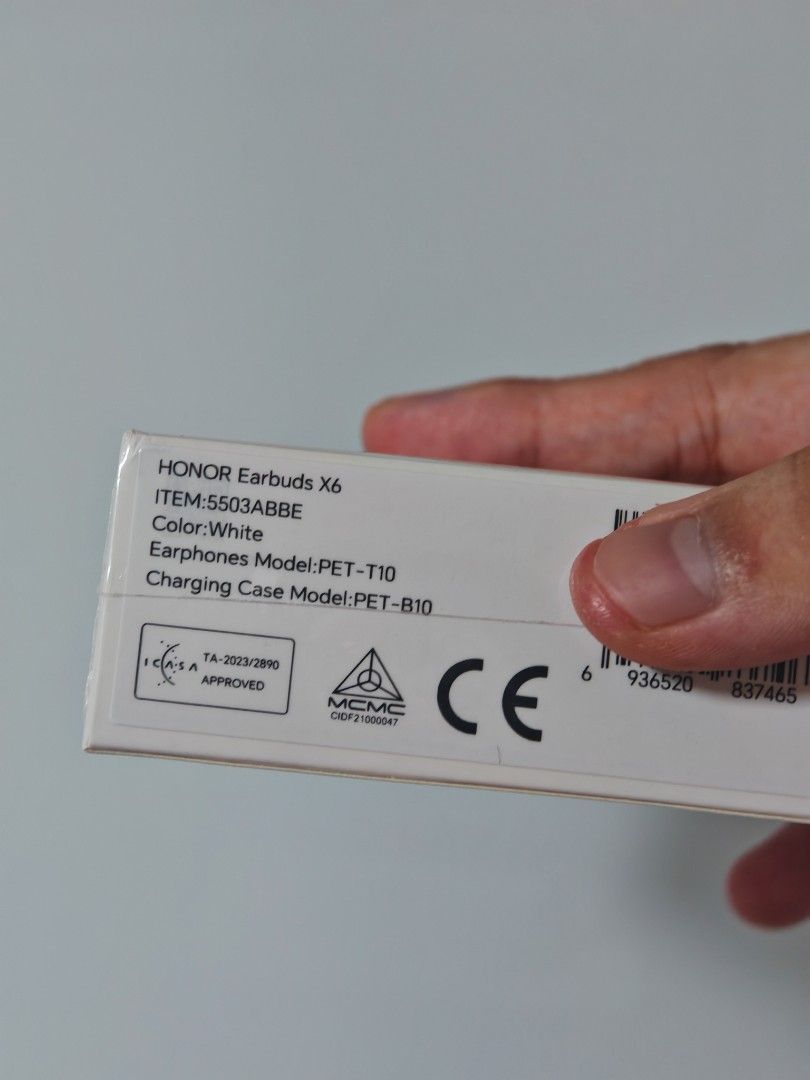 HONOR Earbuds X6
ITEM:5503ABBE
Color:White
Earphones Model:PET-T10
Charging Case Model:PET-B10
ICASA TA-2023/2890
APPROVED
MCMC
CIDF21000047
CE
6 936520 837465